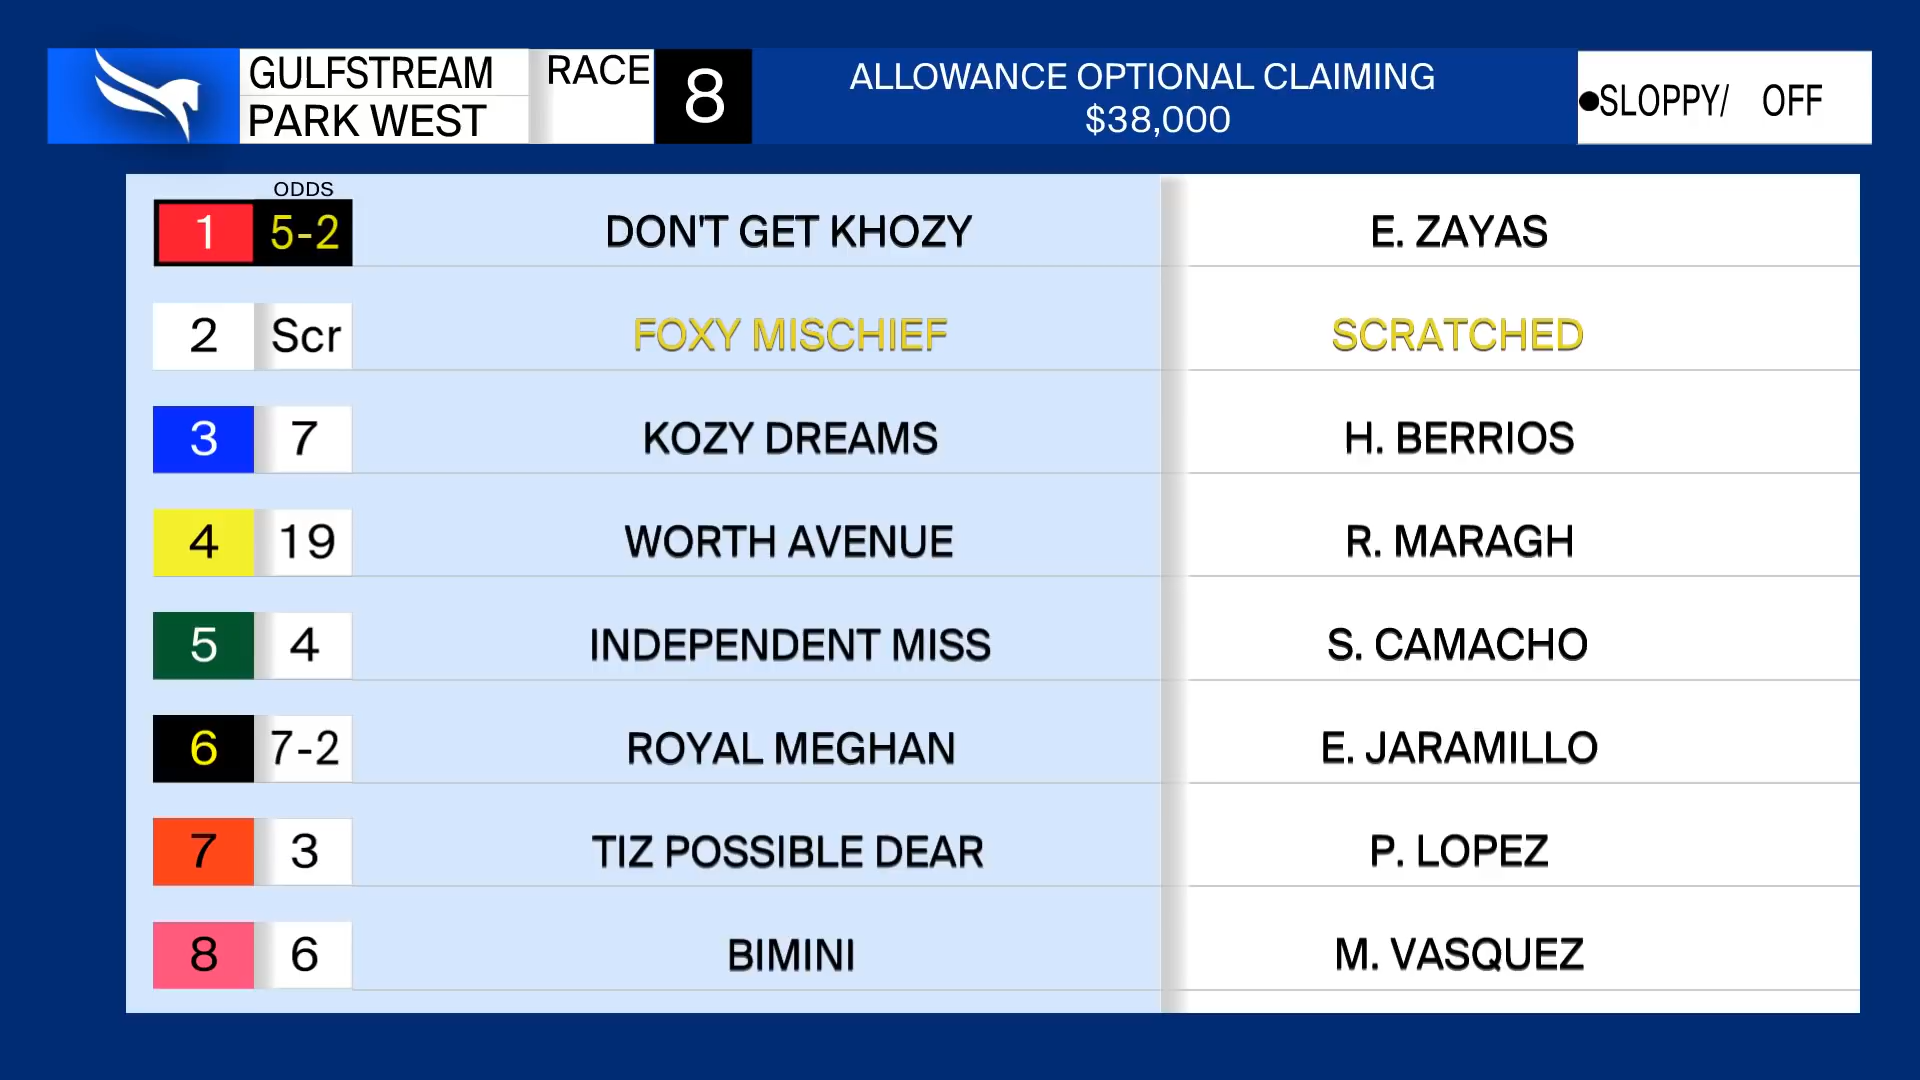 GULFSTREAM
PARK WEST
RACE 8
ALLOWANCE OPTIONAL CLAIMING
$38,000
●SLOPPY/ OFF
ODDS
1 5-2 DON'T GET KHOZY E. ZAYAS
2 Scr FOXY MISCHIEF SCRATCHED
3 7 KOZY DREAMS H. BERRIOS
4 19 WORTH AVENUE R. MARAGH
5 4 INDEPENDENT MISS S. CAMACHO
6 7-2 ROYAL MEGHAN E. JARAMILLO
7 3 TIZ POSSIBLE DEAR P. LOPEZ
8 6 BIMINI M. VASQUEZ